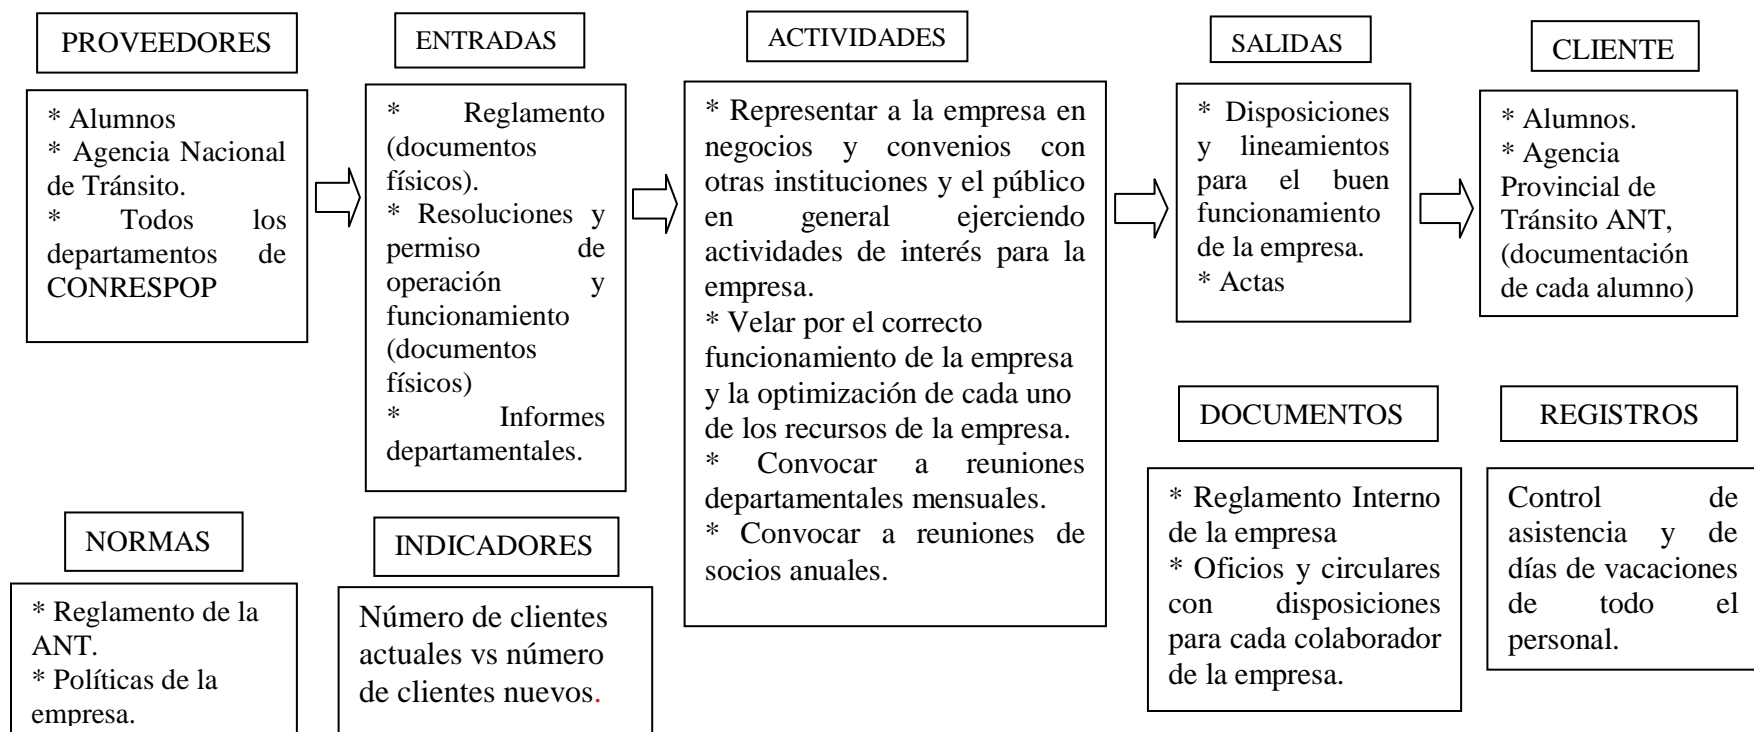 PROVEEDORES
* Alumnos
* Agencia Nacional
de Tránsito.
* Todos los
departamentos de
CONRESPOP
ENTRADAS
* Reglamento
(documentos
físicos).
* Resoluciones y
permiso de
operación y
funcionamiento
(documentos
físicos)
* Informes
departamentales.
ACTIVIDADES
* Representar a la empresa en
negocios y convenios con
otras instituciones y el público
en general ejerciendo
actividades de interés para la
empresa.
* Velar por el correcto
funcionamiento de la empresa
y la optimización de cada uno
de los recursos de la empresa.
* Convocar a reuniones
departamentales mensuales.
* Convocar a reuniones de
socios anuales.
SALIDAS
* Disposiciones
y lineamientos
para el buen
funcionamiento
de la empresa.
* Actas
CLIENTE
* Alumnos.
* Agencia
Provincial de
Tránsito ANT,
(documentación
de cada alumno)
NORMAS
* Reglamento de la
ANT.
* Políticas de la
empresa.
INDICADORES
Número de clientes
actuales vs número
de clientes nuevos.
DOCUMENTOS
* Reglamento Interno
de la empresa
* Oficios y circulares
con disposiciones
para cada colaborador
de la empresa.
REGISTROS
Control de
asistencia y de
días de vacaciones
de todo el
personal.